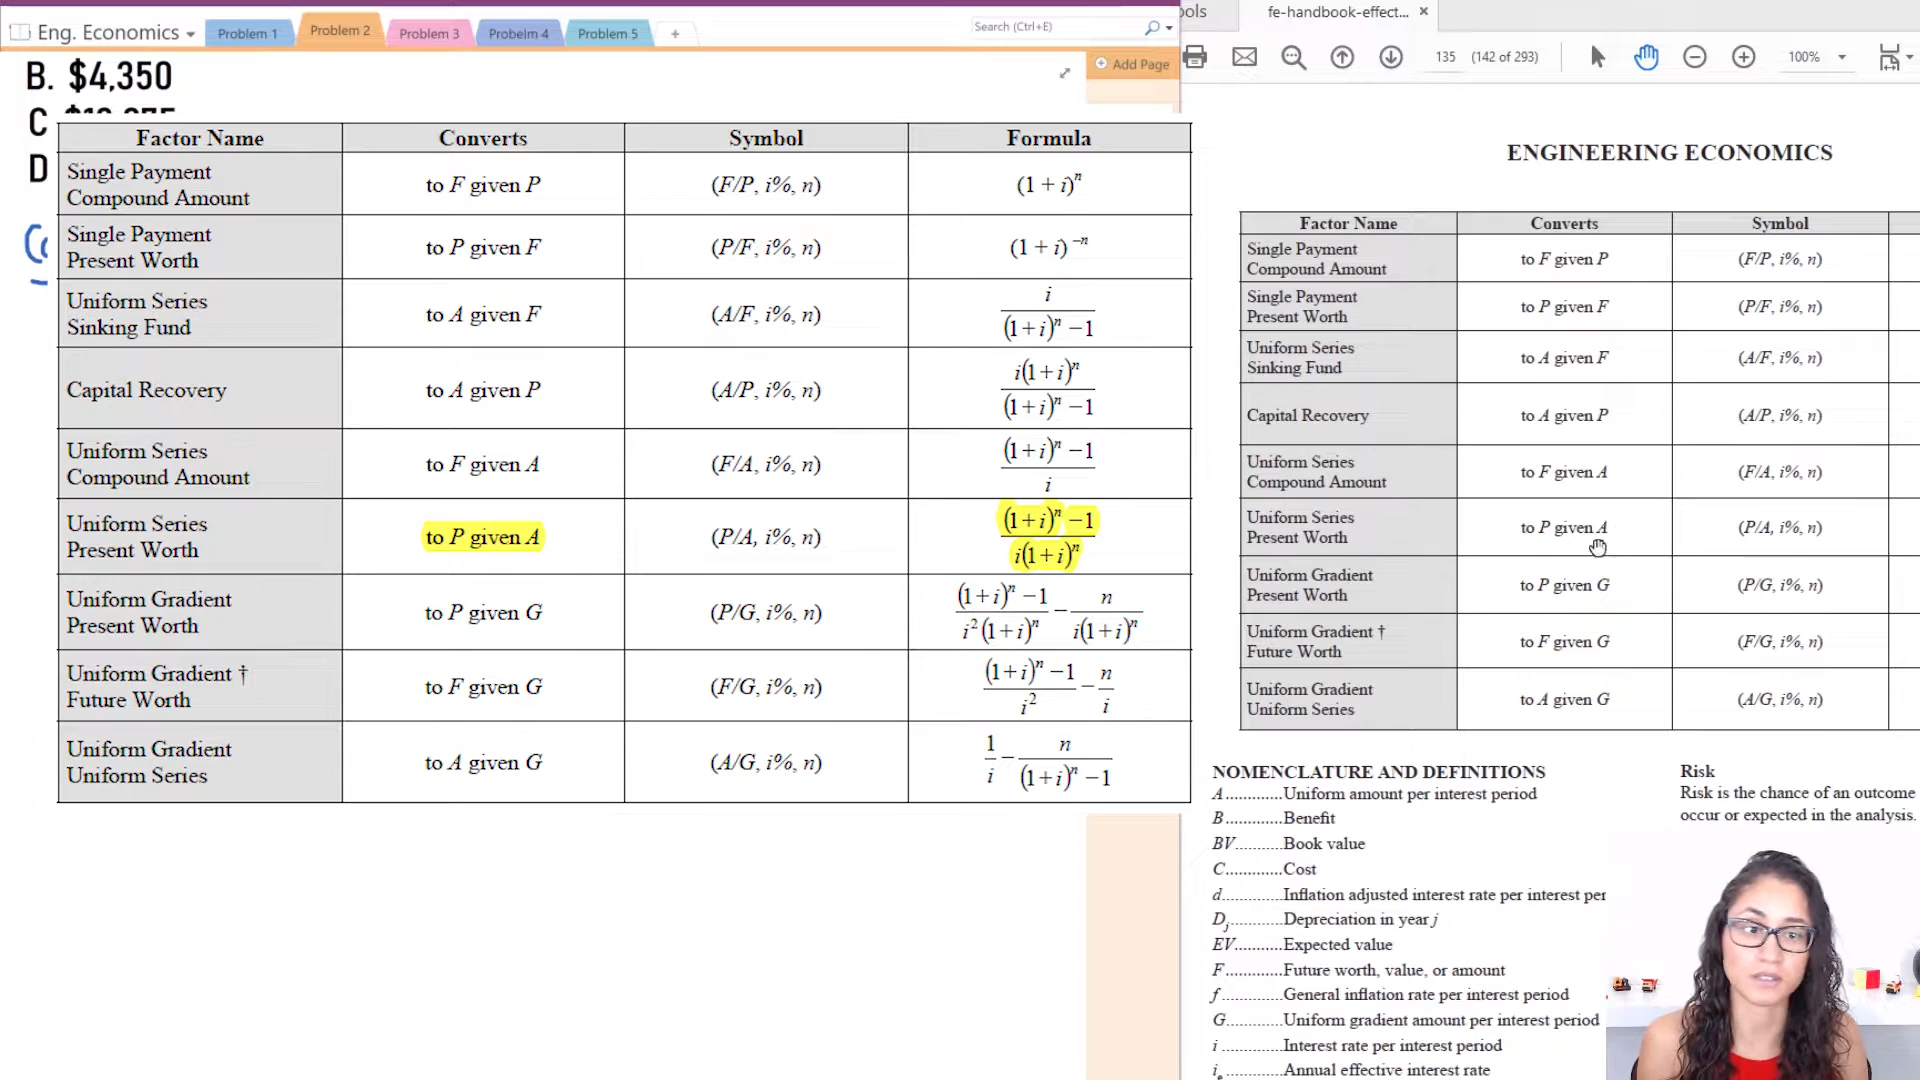 Eng. Economics
Problem 1
Problem 2
Problem 3
Probelm 4
Problem 5
+
Search (Ctrl+E)
Add Page
B. $4,350
C
D
Factor Name Converts Symbol Formula
Single Payment
Compound Amount
to F given P (F/P, i%, n) (1 + i)^n
Single Payment
Present Worth
to P given F (P/F, i%, n) (1 + i)^–n
Uniform Series
Sinking Fund
to A given F (A/F, i%, n) i / ((1+i)^n −1)
Capital Recovery to A given P (A/P, i%, n) i(1+i)^n / ((1+i)^n −1)
Uniform Series
Compound Amount
to F given A (F/A, i%, n) ((1+i)^n −1) / i
Uniform Series
Present Worth
to P given A (P/A, i%, n) ((1+i)^n −1) / i(1+i)^n
Uniform Gradient
Present Worth
to P given G (P/G, i%, n) ((1+i)^n −1) / i^2(1+i)^n − n / i(1+i)^n
Uniform Gradient †
Future Worth
to F given G (F/G, i%, n) ((1+i)^n −1) / i^2 − n / i
Uniform Gradient
Uniform Series
to A given G (A/G, i%, n) 1 / i − n / ((1+i)^n −1)
ols
fe-handbook-effect... ×
135 (142 of 293)
100%
ENGINEERING ECONOMICS
Factor Name Converts Symbol
Single Payment
Compound Amount
to F given P (F/P, i%, n)
Single Payment
Present Worth
to P given F (P/F, i%, n)
Uniform Series
Sinking Fund
to A given F (A/F, i%, n)
Capital Recovery to A given P (A/P, i%, n)
Uniform Series
Compound Amount
to F given A (F/A, i%, n)
Uniform Series
Present Worth
to P given A (P/A, i%, n)
Uniform Gradient
Present Worth
to P given G (P/G, i%, n)
Uniform Gradient †
Future Worth
to F given G (F/G, i%, n)
Uniform Gradient
Uniform Series
to A given G (A/G, i%, n)
NOMENCLATURE AND DEFINITIONS
A............Uniform amount per interest period
B............Benefit
BV..........Book value
C............Cost
d............Inflation adjusted interest rate per interest per
Dj...........Depreciation in year j
EV..........Expected value
F............Future worth, value, or amount
f.............General inflation rate per interest period
G............Uniform gradient amount per interest period
i.............Interest rate per interest period
ie............Annual effective interest rate
Risk
Risk is the chance of an outcome
occur or expected in the analysis.